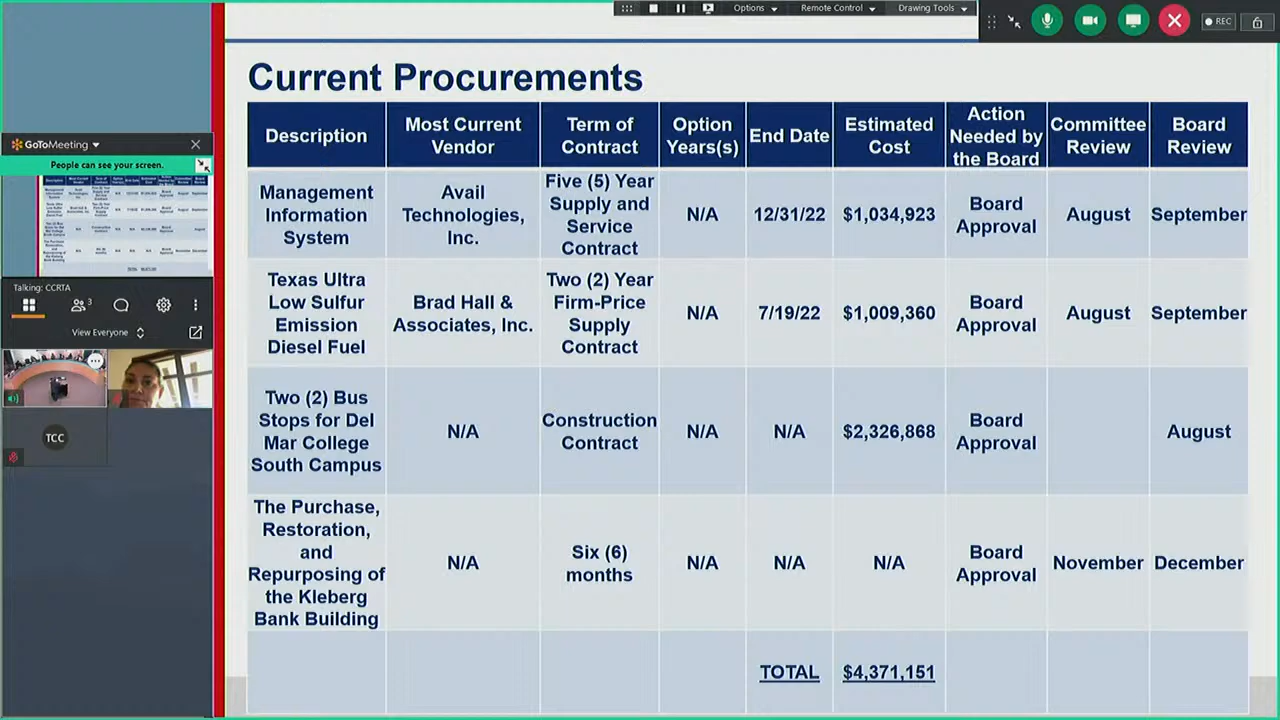 Options
Remote Control
Drawing Tools
REC
GoToMeeting
People can see your screen.
Talking: CCRTA
3
View Everyone
TCC
Current Procurements
Description
Most Current
Vendor
Term of
Contract
Option
Years(s)
End Date
Estimated
Cost
Action
Needed by
the Board
Committee
Review
Board
Review
Management
Information
System
Avail
Technologies,
Inc.
Five (5) Year
Supply and
Service
Contract
N/A
12/31/22
$1,034,923
Board
Approval
August
September
Texas Ultra
Low Sulfur
Emission
Diesel Fuel
Brad Hall &
Associates, Inc.
Two (2) Year
Firm-Price
Supply
Contract
N/A
7/19/22
$1,009,360
Board
Approval
August
September
Two (2) Bus
Stops for Del
Mar College
South Campus
N/A
Construction
Contract
N/A
N/A
$2,326,868
Board
Approval
August
The Purchase,
Restoration,
and
Repurposing of
the Kleberg
Bank Building
N/A
Six (6)
months
N/A
N/A
N/A
Board
Approval
November
December
TOTAL
$4,371,151